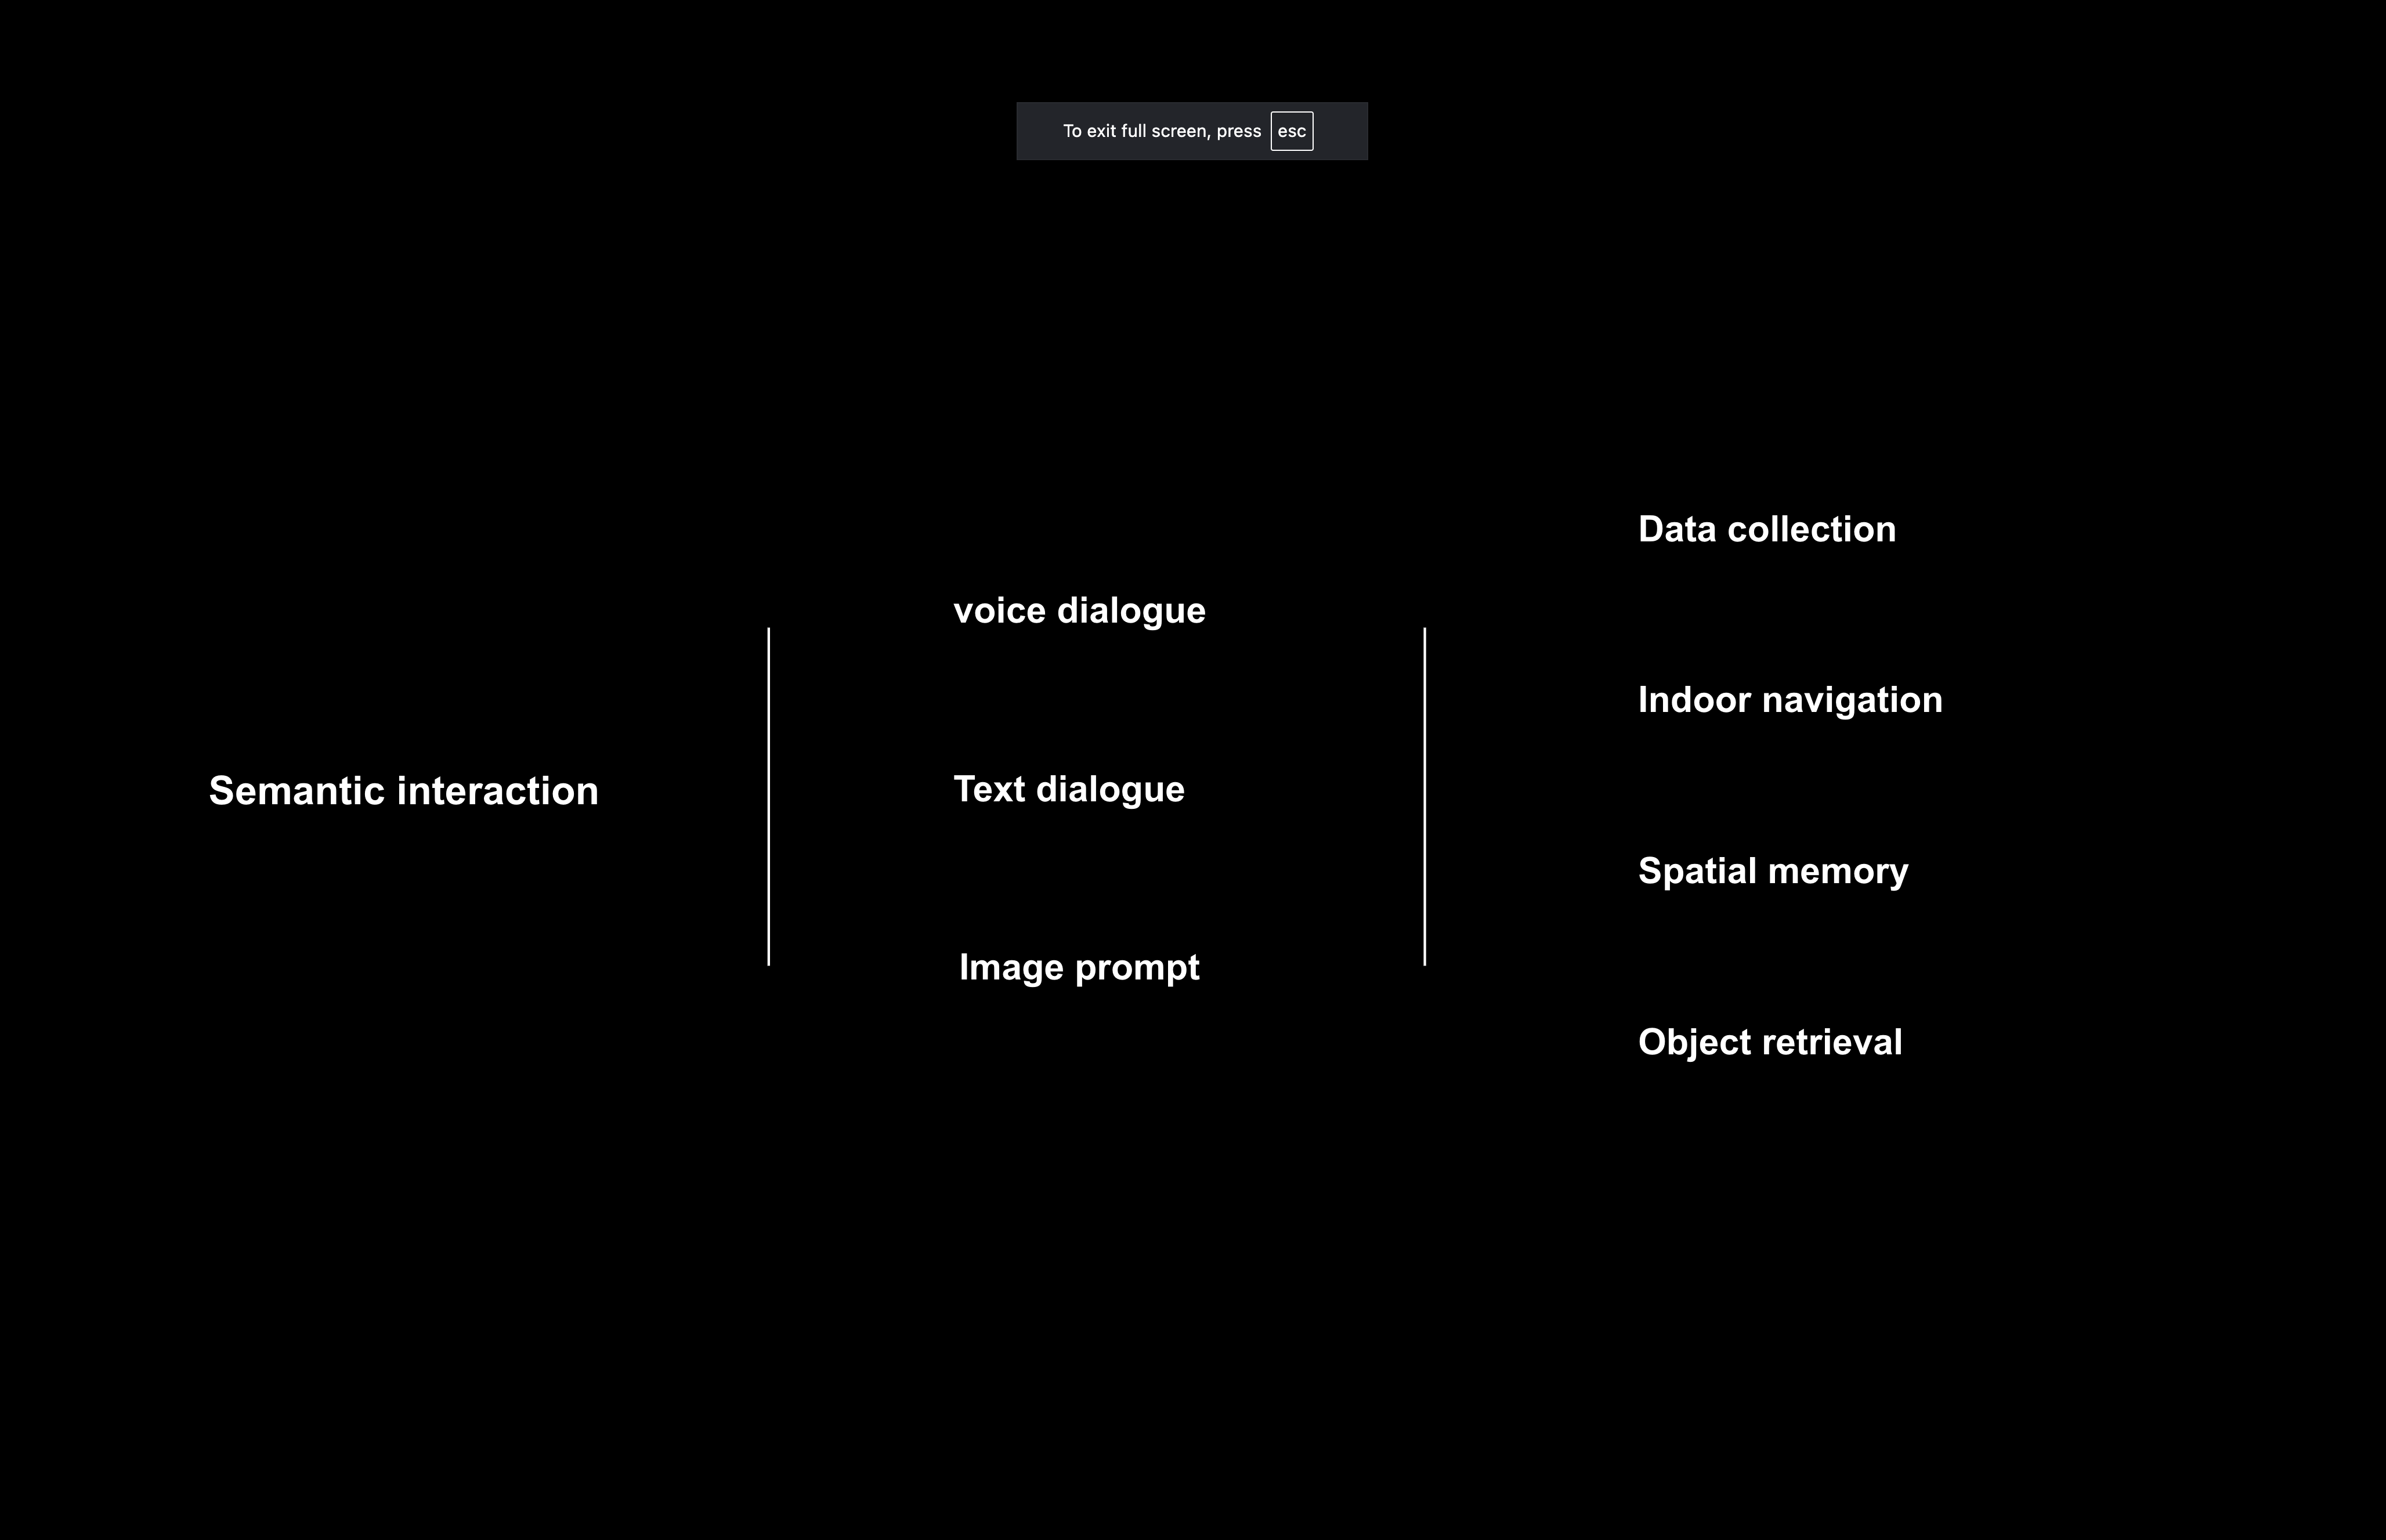 To exit full screen, press esc
Semantic interaction
voice dialogue
Text dialogue
Image prompt
Data collection
Indoor navigation
Spatial memory
Object retrieval